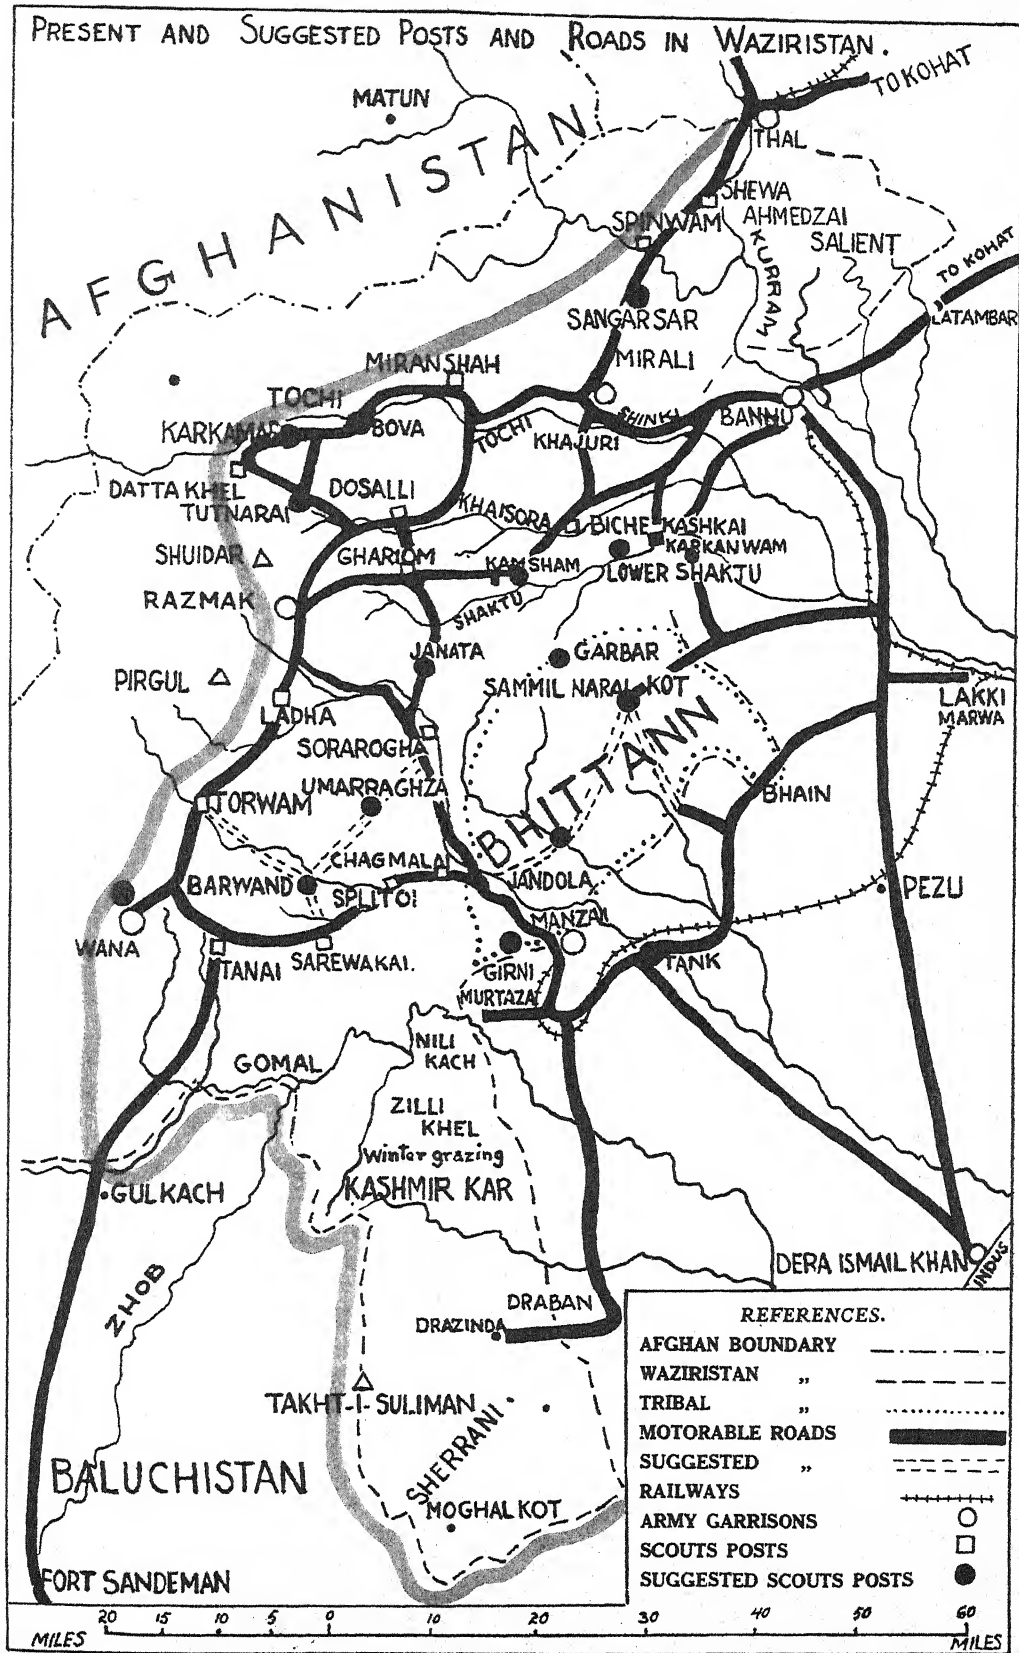 PRESENT AND SUGGESTED POSTS AND ROADS IN WAZIRISTAN.
TO KOHAT
MATUN
AFGHANISTAN
THAL
SHEWA
AHMEDZAI
SALIENT
SPINWAM
KURRAM
TO KOHAT
LATAMBAR
SANGARSAR
MIRALI
MIRANSHAH
TOCHI
KARKAMAR
BOYA
TOCHI
KHAJURI
SHINKI
BANNU
DATTA KHEL
TUTNARAI
DOSALLI
KHAISORA
BICHE KASHKAI
KARKANWAM
SHUIDAR
GHARIOM
KAMSHAM
LOWER SHAKTU
RAZMAK
SHAKTU
JANATA
GARBAR
PIRGUL
SAMMIL NARAI
KOT
LAKKI
MARWA
LADHA
SORAROGHA
UMARRAGHZA
TORWAM
BHITTANN
BHAIN
CHAGMALAI
BARWAND
SPLITOI
JANDOLA
PEZU
MANZAI
WANA
TANAI
SAREWAKAI.
GIRNI
TANK
MURTAZA
NILI
KACH
GOMAL
ZILLI
KHEL
Winter grazing
KASHMIR KAR
GULKACH
ZHOB
DERA ISMAIL KHAN
INDUS
DRABAN
DRAZINDA
TAKHT-I-SULIMAN
SHERRANI
BALUCHISTAN
MOGHALKOT
FORT SANDEMAN
REFERENCES.
AFGHAN BOUNDARY
WAZIRISTAN „
TRIBAL „
MOTORABLE ROADS
SUGGESTED „
RAILWAYS
ARMY GARRISONS
SCOUTS POSTS
SUGGESTED SCOUTS POSTS
20 15 10 5 0 10 20 30 40 50 60
MILES MILES